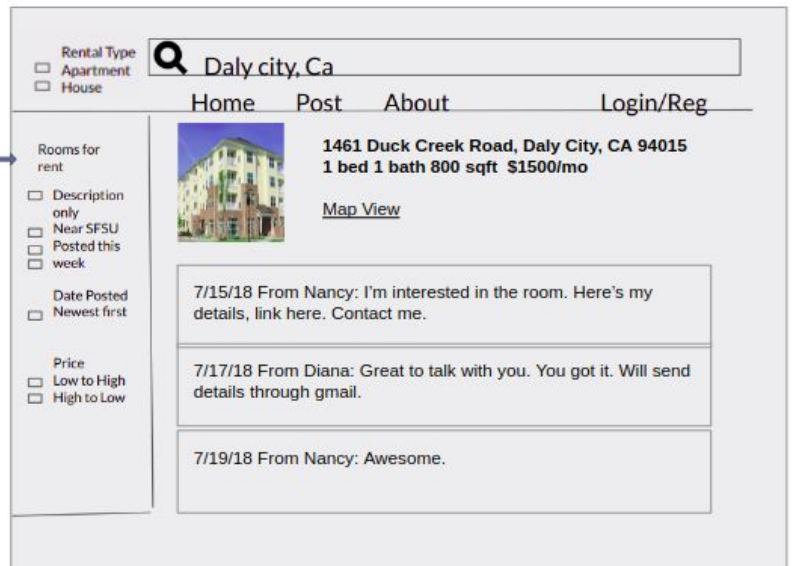 Rental Type
Apartment
House
Daly city, Ca
Home Post About Login/Reg
Rooms for
rent
Description
only
Near SFSU
Posted this
week
Date Posted
Newest first
Price
Low to High
High to Low
1461 Duck Creek Road, Daly City, CA 94015
1 bed 1 bath 800 sqft $1500/mo
Map View
7/15/18 From Nancy: I'm interested in the room. Here's my
details, link here. Contact me.
7/17/18 From Diana: Great to talk with you. You got it. Will send
details through gmail.
7/19/18 From Nancy: Awesome.